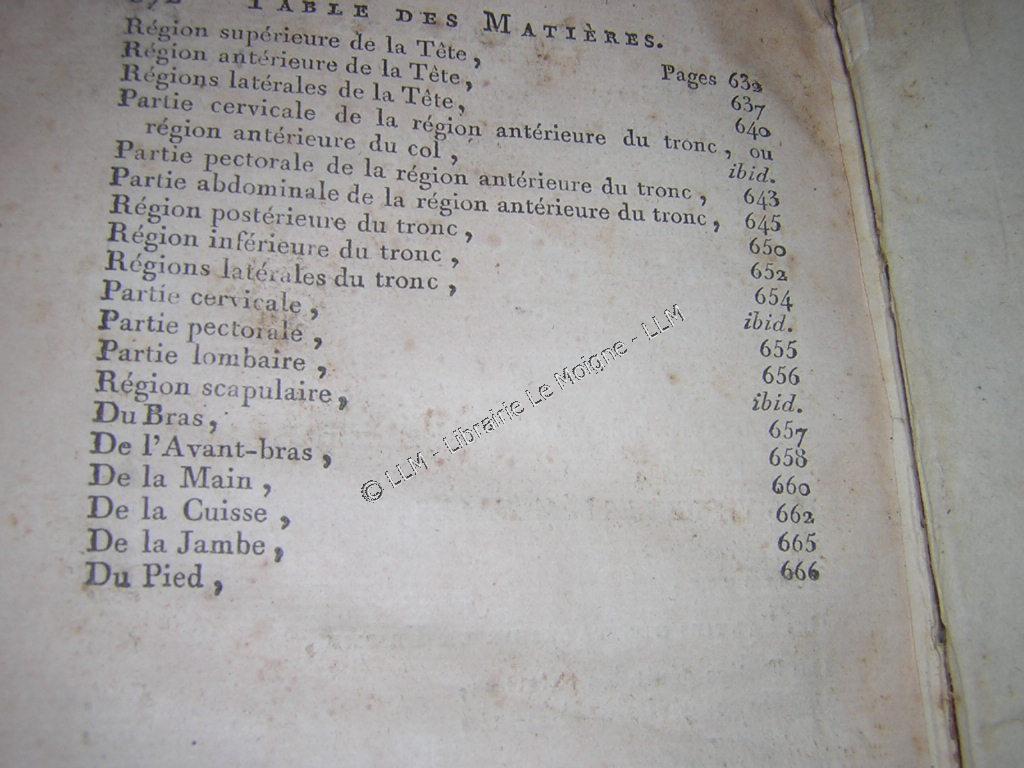 TABLE DES MATIÈRES.
Région supérieure de la Tête, Pages 632
Région antérieure de la Tête, 637
Régions latérales de la Tête, 640
Partie cervicale de la région antérieure du tronc, ou
région antérieure du col, ibid.
Partie pectorale de la région antérieure du tronc, 643
Partie abdominale de la région antérieure du tronc, 645
Région postérieure du tronc, 650
Région inférieure du tronc, 652
Régions latérales du tronc, 654
Partie cervicale, ibid.
Partie pectorale, 655
Partie lombaire, 656
Région scapulaire, ibid.
Du Bras, 657
De l'Avant-bras, 658
De la Main, 660
De la Cuisse, 662
De la Jambe, 665
Du Pied, 666
© LLM - Librairie Le Moigne - LLM